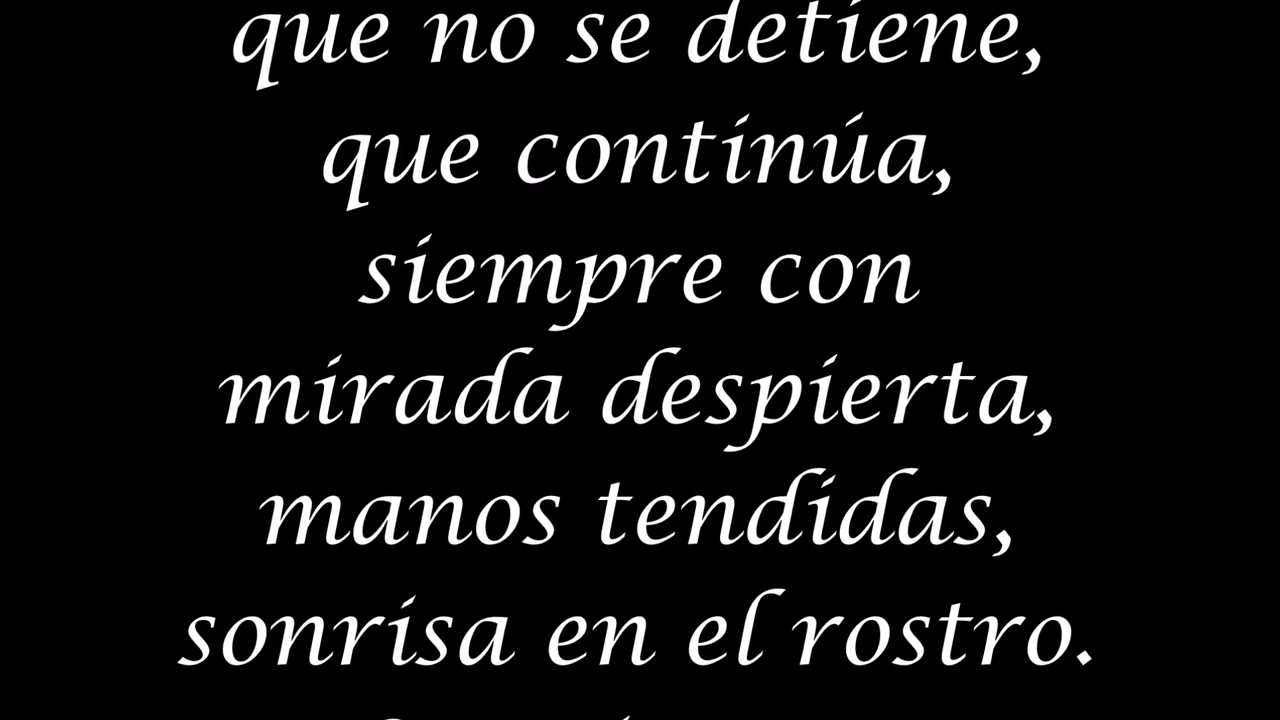 que no se detiene,
que continúa,
siempre con
mirada despierta,
manos tendidas,
sonrisa en el rostro.